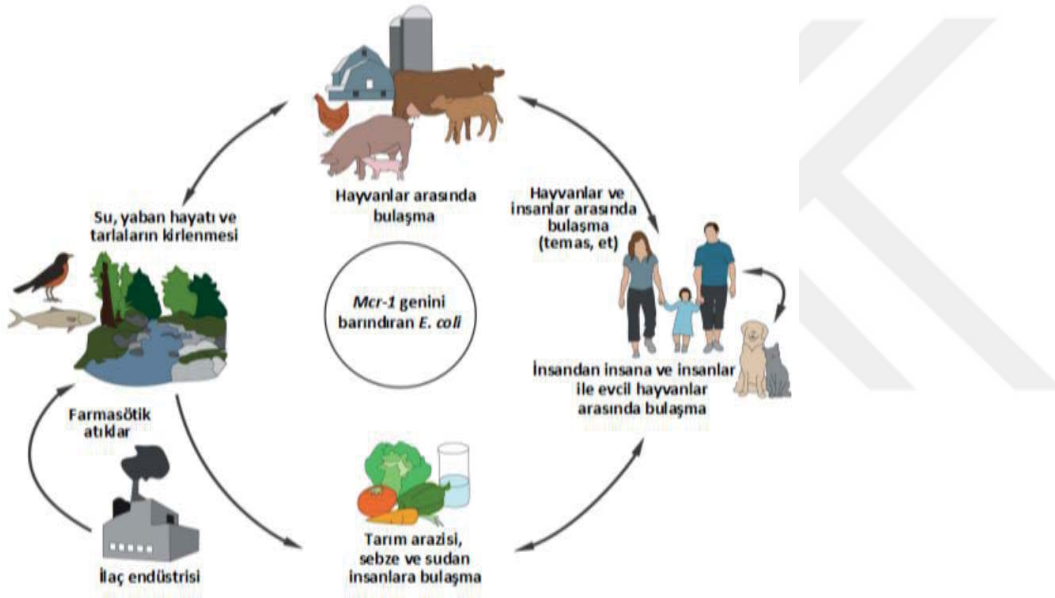 Hayvanlar arasında
bulaşma
Hayvanlar ve
insanlar arasında
bulaşma
(temas, et)
Su, yaban hayatı ve
tarlaların kirlenmesi
Mcr-1 genini
barındıran E. coli
İnsandan insana ve insanlar
ile evcil hayvanlar
arasında bulaşma
Farmasötik
atıklar
İlaç endüstrisi
Tarım arazisi,
sebze ve sudan
insanlara bulaşma